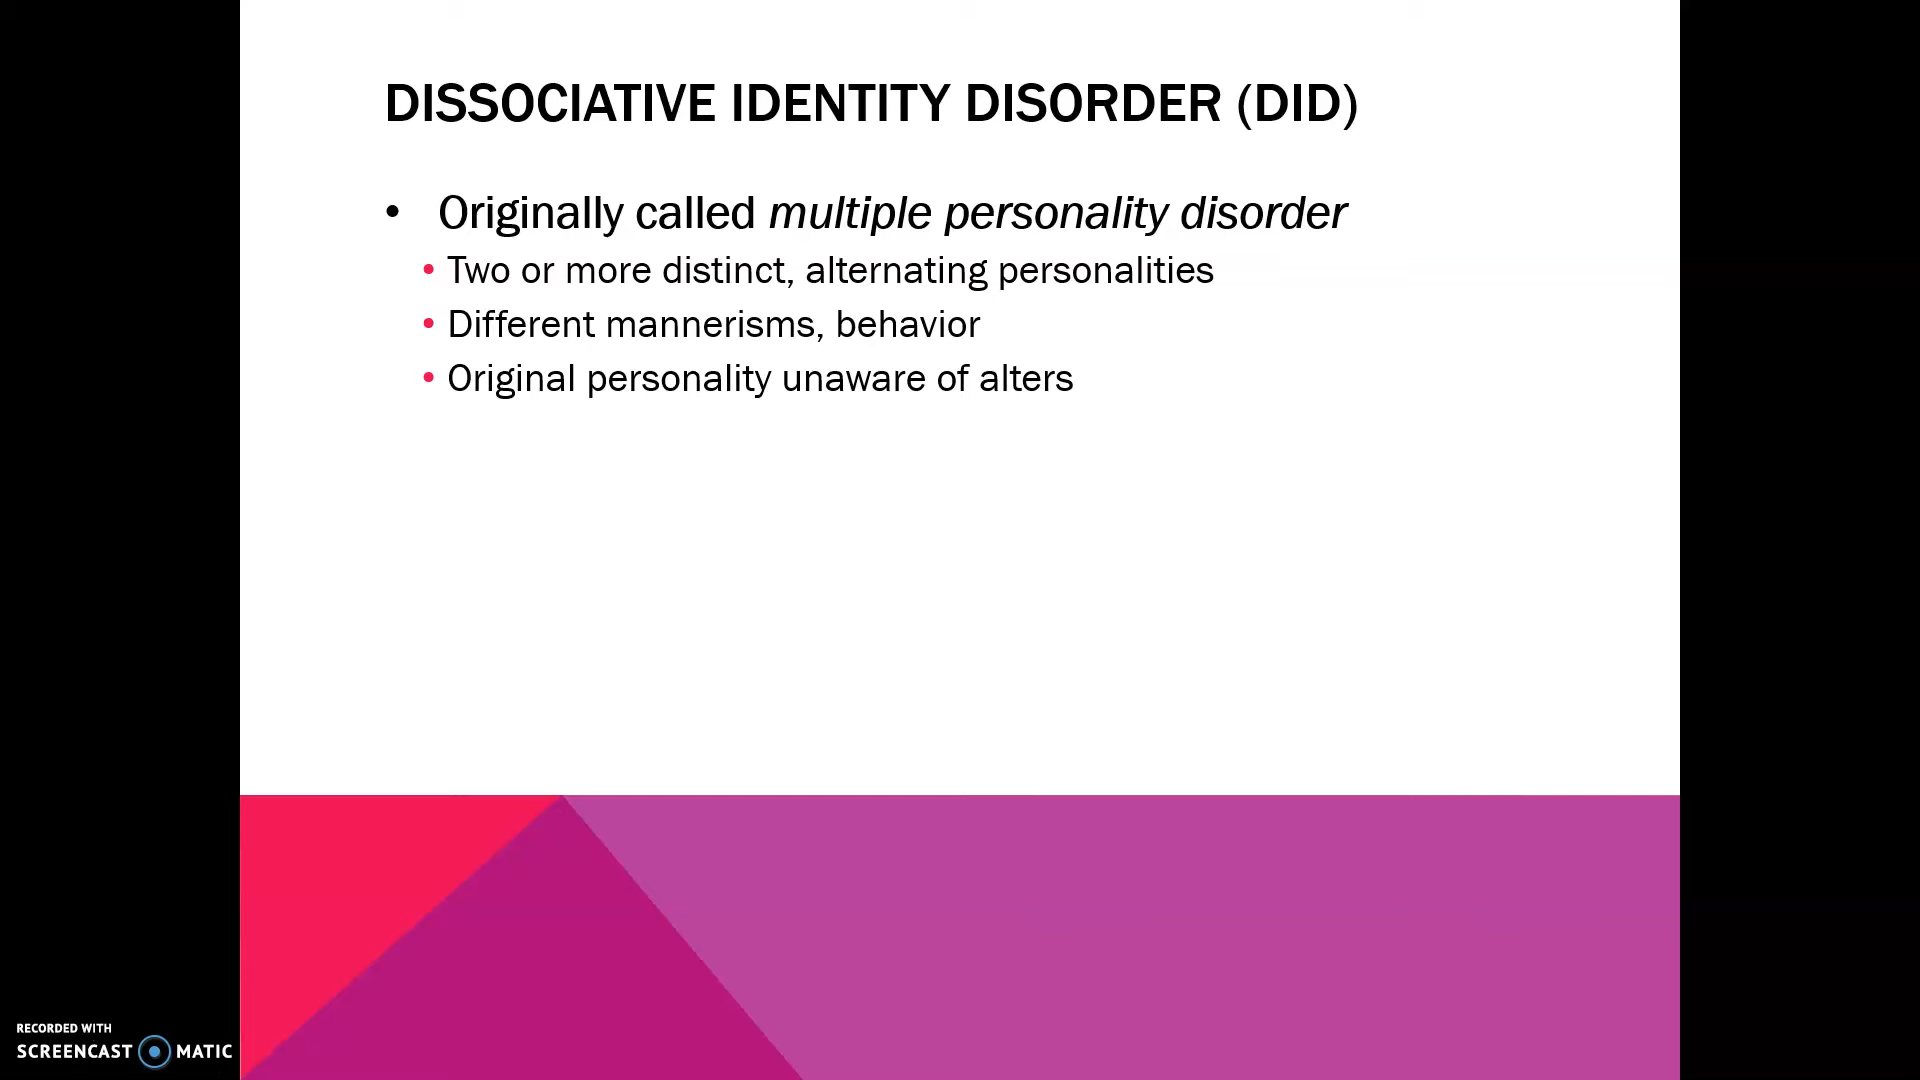 DISSOCIATIVE IDENTITY DISORDER (DID)
• Originally called multiple personality disorder
• Two or more distinct, alternating personalities
• Different mannerisms, behavior
• Original personality unaware of alters
RECORDED WITH
SCREENCAST MATIC